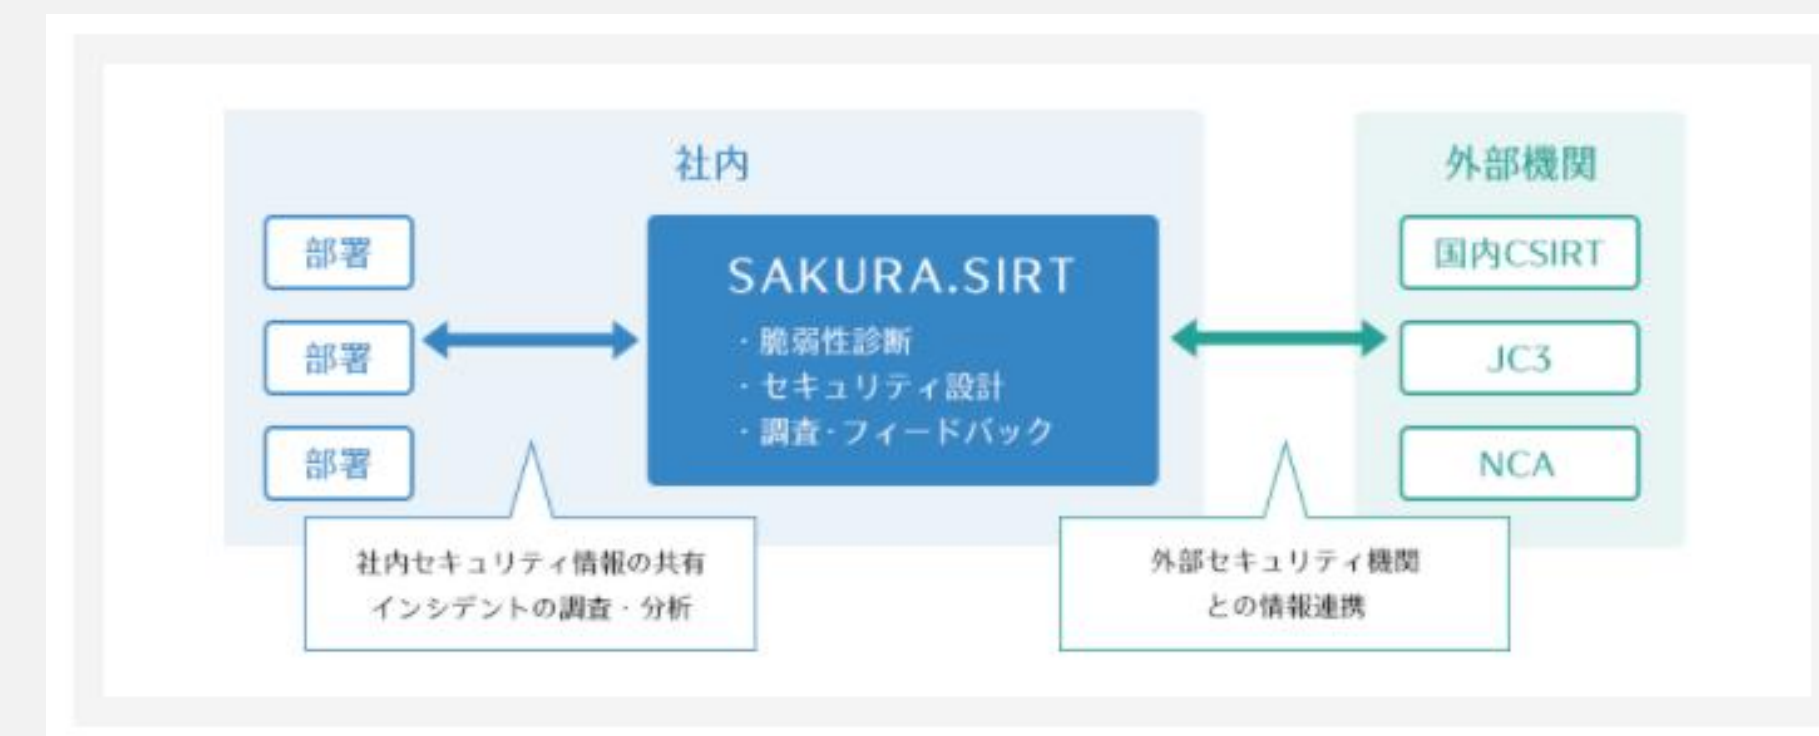 社内
部署
部署
部署
SAKURA.SIRT
・脆弱性診断
・セキュリティ設計
・調査・フィードバック
社内セキュリティ情報の共有
インシデントの調査・分析
外部機関
国内CSIRT
JC3
NCA
外部セキュリティ機関
との情報連携